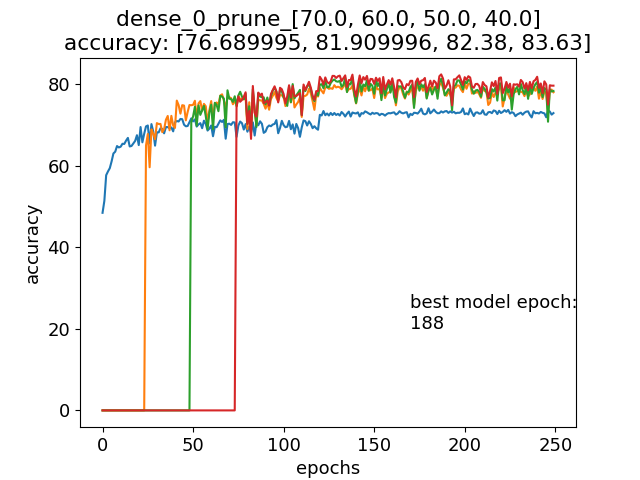 dense_0_prune_[70.0, 60.0, 50.0, 40.0]
accuracy: [76.689995, 81.909996, 82.38, 83.63]
80
60
40
20
0
accuracy
best model epoch:
188
0 50 100 150 200 250
epochs